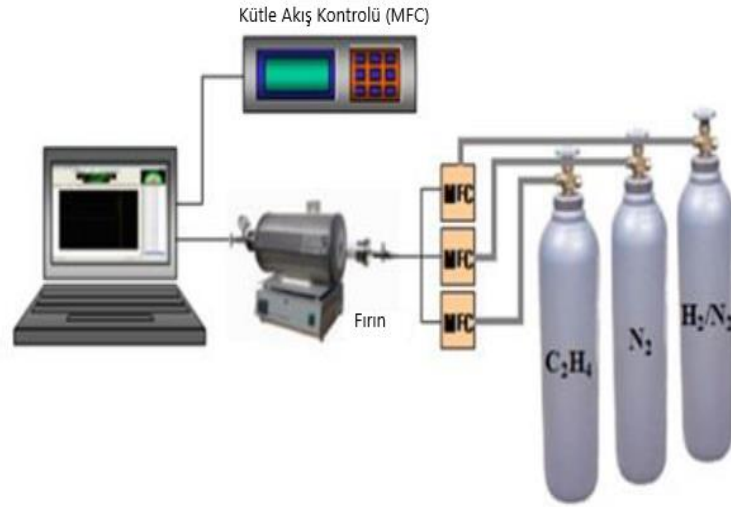 Kütle Akış Kontrolü (MFC)
MFC
MFC
MFC
Fırın
C₂H₄
N₂
H₂/N₂